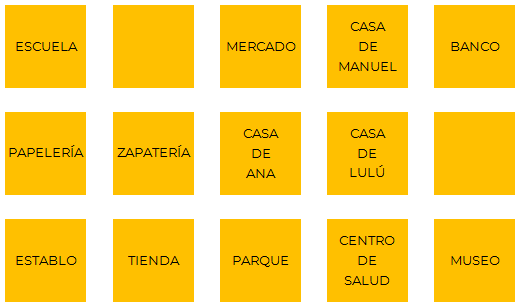 ESCUELA
MERCADO
CASA
DE
MANUEL
BANCO
PAPELERÍA
ZAPATERÍA
CASA
DE
ANA
CASA
DE
LULÚ
ESTABLO
TIENDA
PARQUE
CENTRO
DE
SALUD
MUSEO